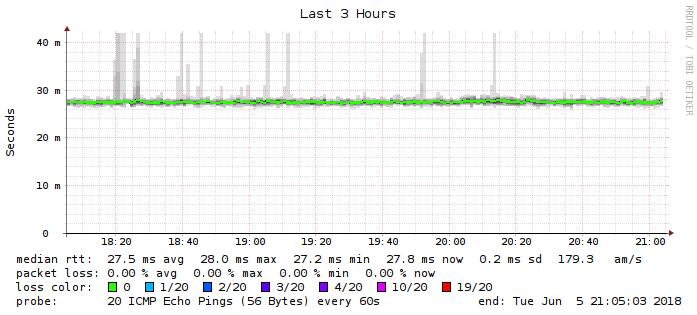 Last 3 Hours
RRDTOOL / TOBI OETIKER
Seconds
40 m
30 m
20 m
10 m
0
18:20 18:40 19:00 19:20 19:40 20:00 20:20 20:40 21:00
median rtt: 27.5 ms avg 28.0 ms max 27.2 ms min 27.8 ms now 0.2 ms sd 179.3 am/s
packet loss: 0.00 % avg 0.00 % max 0.00 % min 0.00 % now
loss color: 0 1/20 2/20 3/20 4/20 10/20 19/20
probe: 20 ICMP Echo Pings (56 Bytes) every 60s end: Tue Jun 5 21:05:03 2018